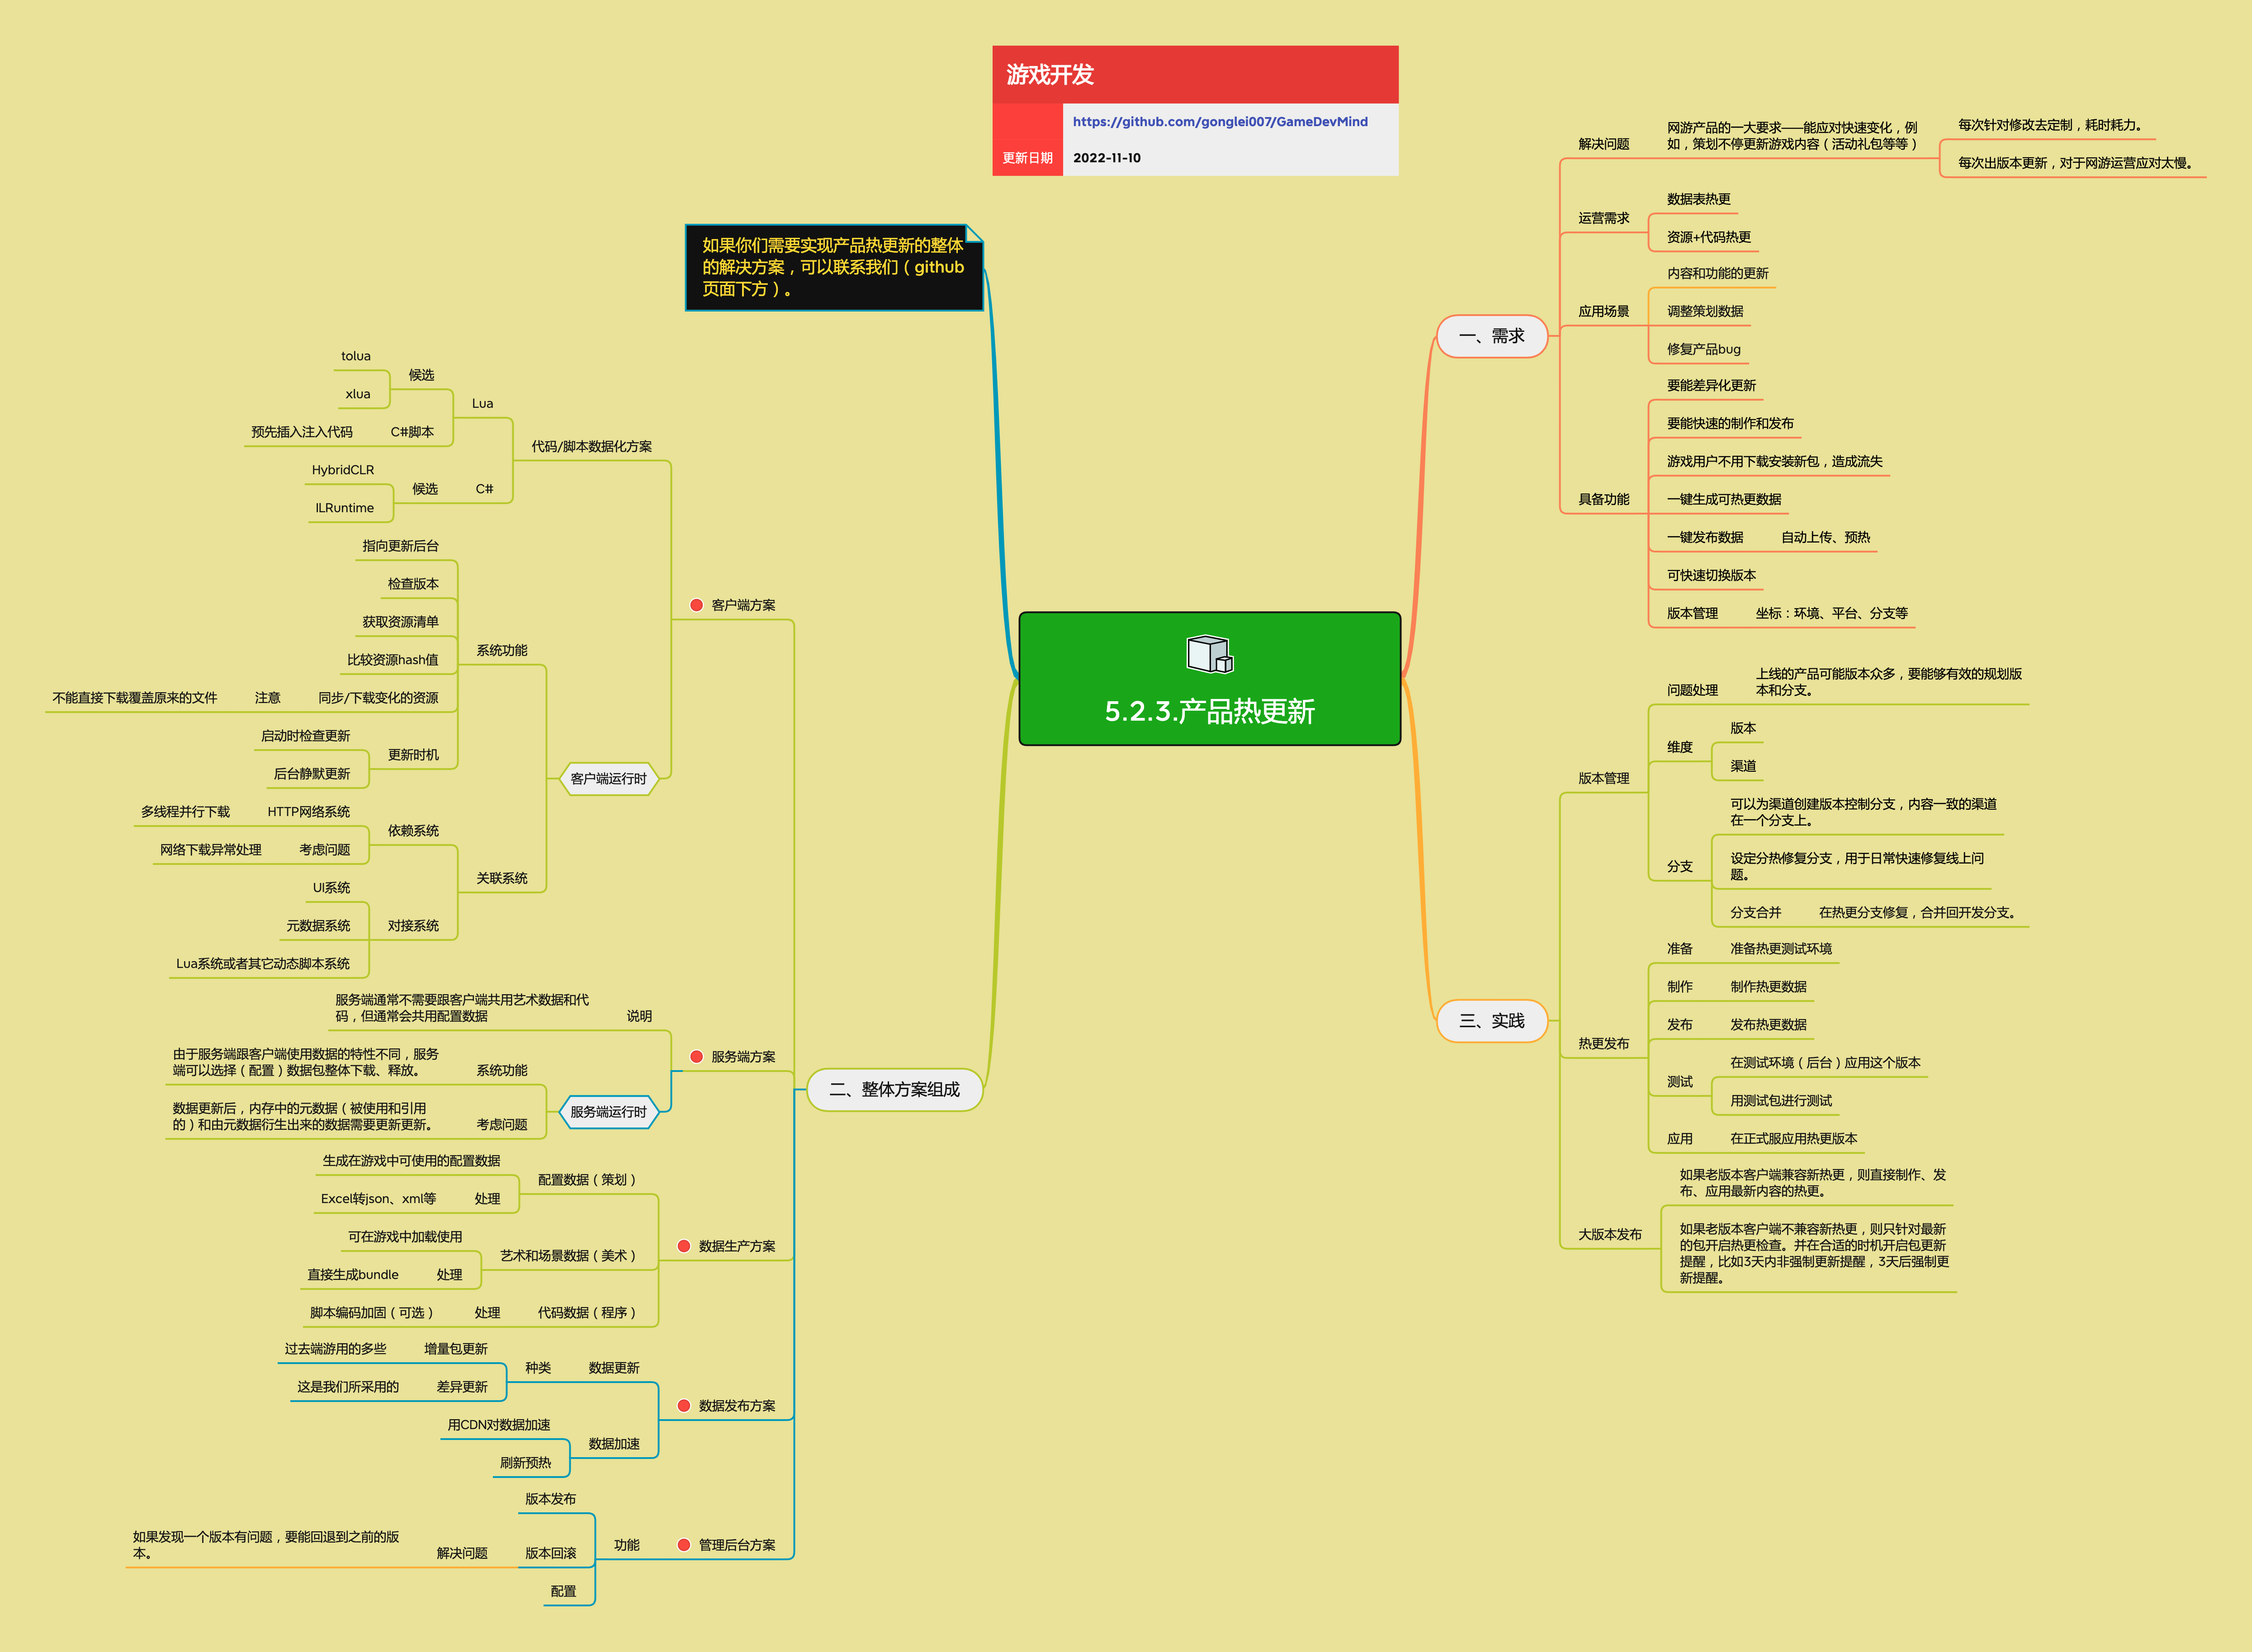 游戏开发
https://github.com/gonglei007/GameDevMind
更新日期
2022-11-10
如果你们需要实现产品热更新的整体
的解决方案，可以联系我们（github
页面下方）。
5.2.3.产品热更新
一、需求
解决问题
网游产品的一大要求——能应对快速变化，例
如，策划不停更新游戏内容（活动礼包等等）
每次针对修改去定制，耗时耗力。
每次出版本更新，对于网游运营应对太慢。
运营需求
数据表热更
资源+代码热更
应用场景
内容和功能的更新
调整策划数据
修复产品bug
具备功能
要能差异化更新
要能快速的制作和发布
游戏用户不用下载安装新包，造成流失
一键生成可热更数据
一键发布数据
自动上传、预热
可快速切换版本
版本管理
坐标：环境、平台、分支等
二、整体方案组成
客户端方案
代码/脚本数据化方案
Lua
候选
tolua
xlua
C#脚本
预先插入注入代码
C#
候选
HybridCLR
ILRuntime
客户端运行时
系统功能
指向更新后台
检查版本
获取资源清单
比较资源hash值
同步/下载变化的资源
注意
不能直接下载覆盖原来的文件
更新时机
启动时检查更新
后台静默更新
关联系统
依赖系统
HTTP网络系统
多线程并行下载
考虑问题
网络下载异常处理
对接系统
UI系统
元数据系统
Lua系统或者其它动态脚本系统
服务端方案
说明
服务端通常不需要跟客户端共用艺术数据和代
码，但通常会共用配置数据
服务端运行时
系统功能
由于服务端跟客户端使用数据的特性不同，服务
端可以选择（配置）数据包整体下载、释放。
考虑问题
数据更新后，内存中的元数据（被使用和引用
的）和由元数据衍生出来的数据需要更新更新。
数据生产方案
配置数据（策划）
生成在游戏中可使用的配置数据
处理
Excel转json、xml等
艺术和场景数据（美术）
可在游戏中加载使用
处理
直接生成bundle
代码数据（程序）
处理
脚本编码加固（可选）
数据发布方案
数据更新
种类
增量包更新
过去端游用的多些
差异更新
这是我们所采用的
数据加速
用CDN对数据加速
刷新预热
管理后台方案
功能
版本发布
版本回滚
解决问题
如果发现一个版本有问题，要能回退到之前的版
本。
配置
三、实践
版本管理
问题处理
上线的产品可能版本众多，要能够有效的规划版
本和分支。
维度
版本
渠道
分支
可以为渠道创建版本控制分支，内容一致的渠道
在一个分支上。
设定分热修复分支，用于日常快速修复线上问
题。
分支合并
在热更分支修复，合并回开发分支。
热更发布
准备
准备热更测试环境
制作
制作热更数据
发布
发布热更数据
测试
在测试环境（后台）应用这个版本
用测试包进行测试
应用
在正式服应用热更版本
大版本发布
如果老版本客户端兼容新热更，则直接制作、发
布、应用最新内容的热更。
如果老版本客户端不兼容新热更，则只针对最新
的包开启热更检查。并在合适的时机开启包更新
提醒，比如3天内非强制更新提醒，3天后强制更
新提醒。